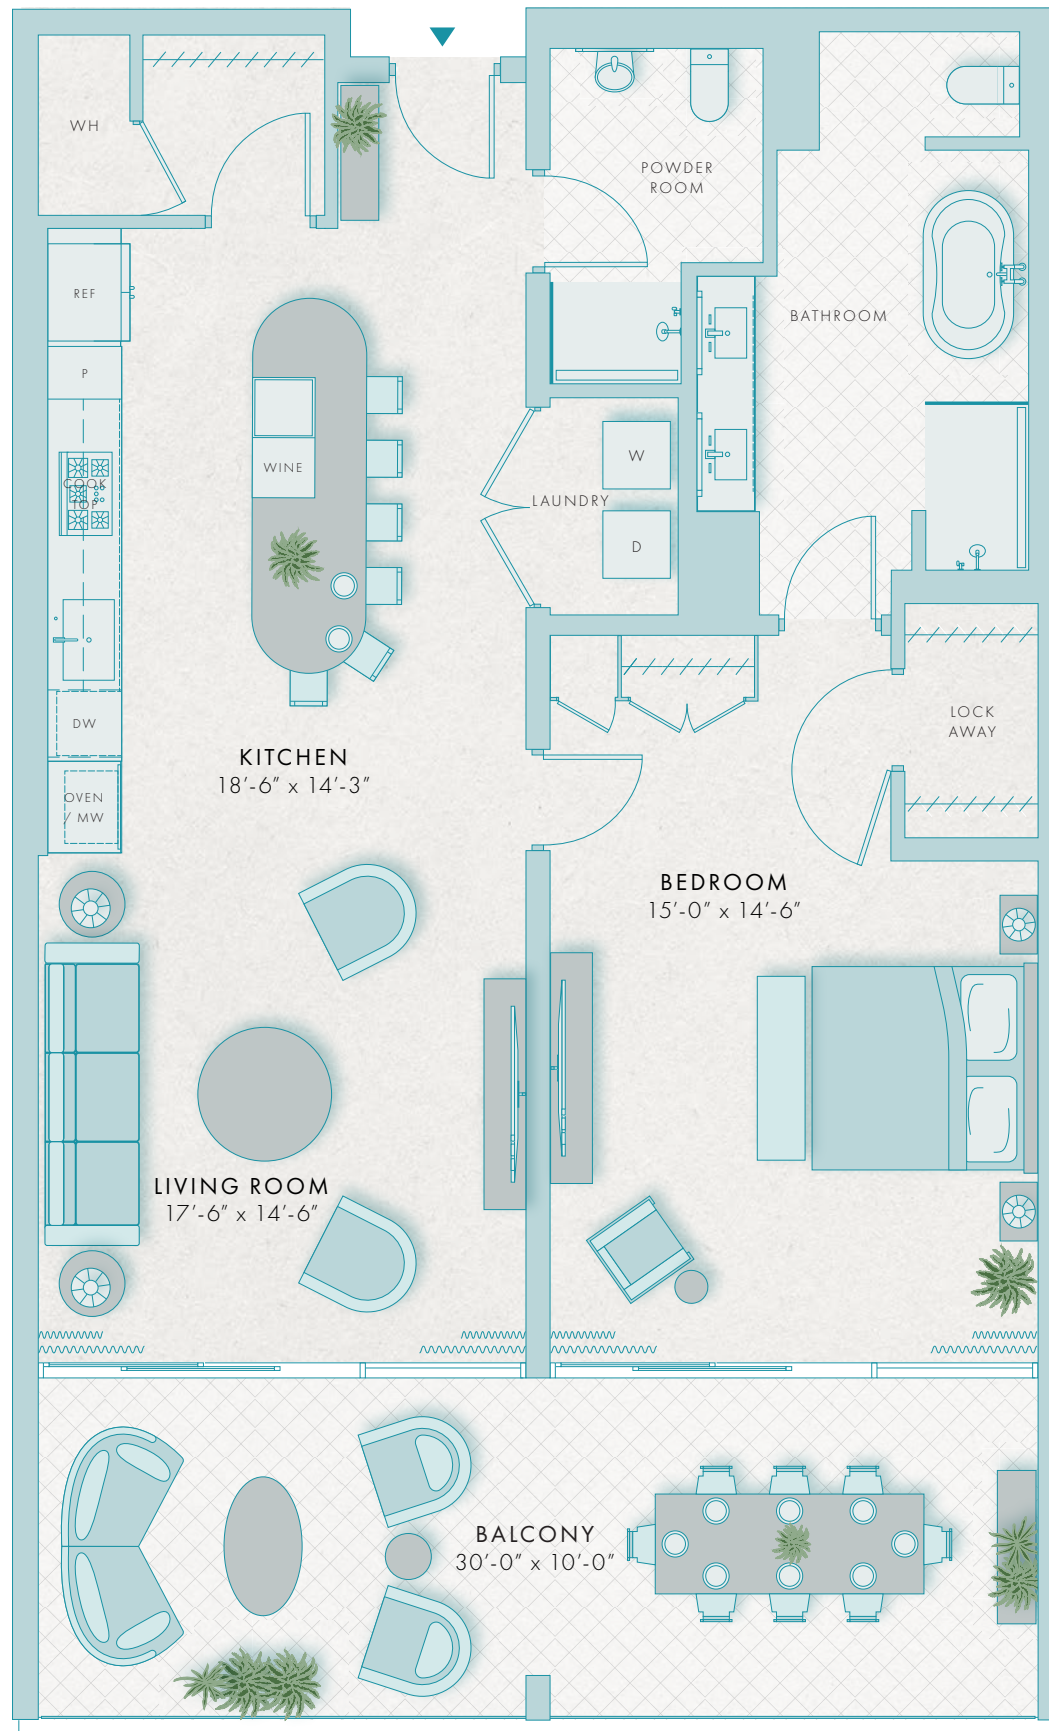 WH
POWDER
ROOM
REF
BATHROOM
P
WINE
COOK
TOP
W
LAUNDRY
D
DW
LOCK
AWAY
KITCHEN
18'-6" x 14'-3"
OVEN
/ MW
BEDROOM
15'-0" x 14'-6"
LIVING ROOM
17'-6" x 14'-6"
BALCONY
30'-0" x 10'-0"